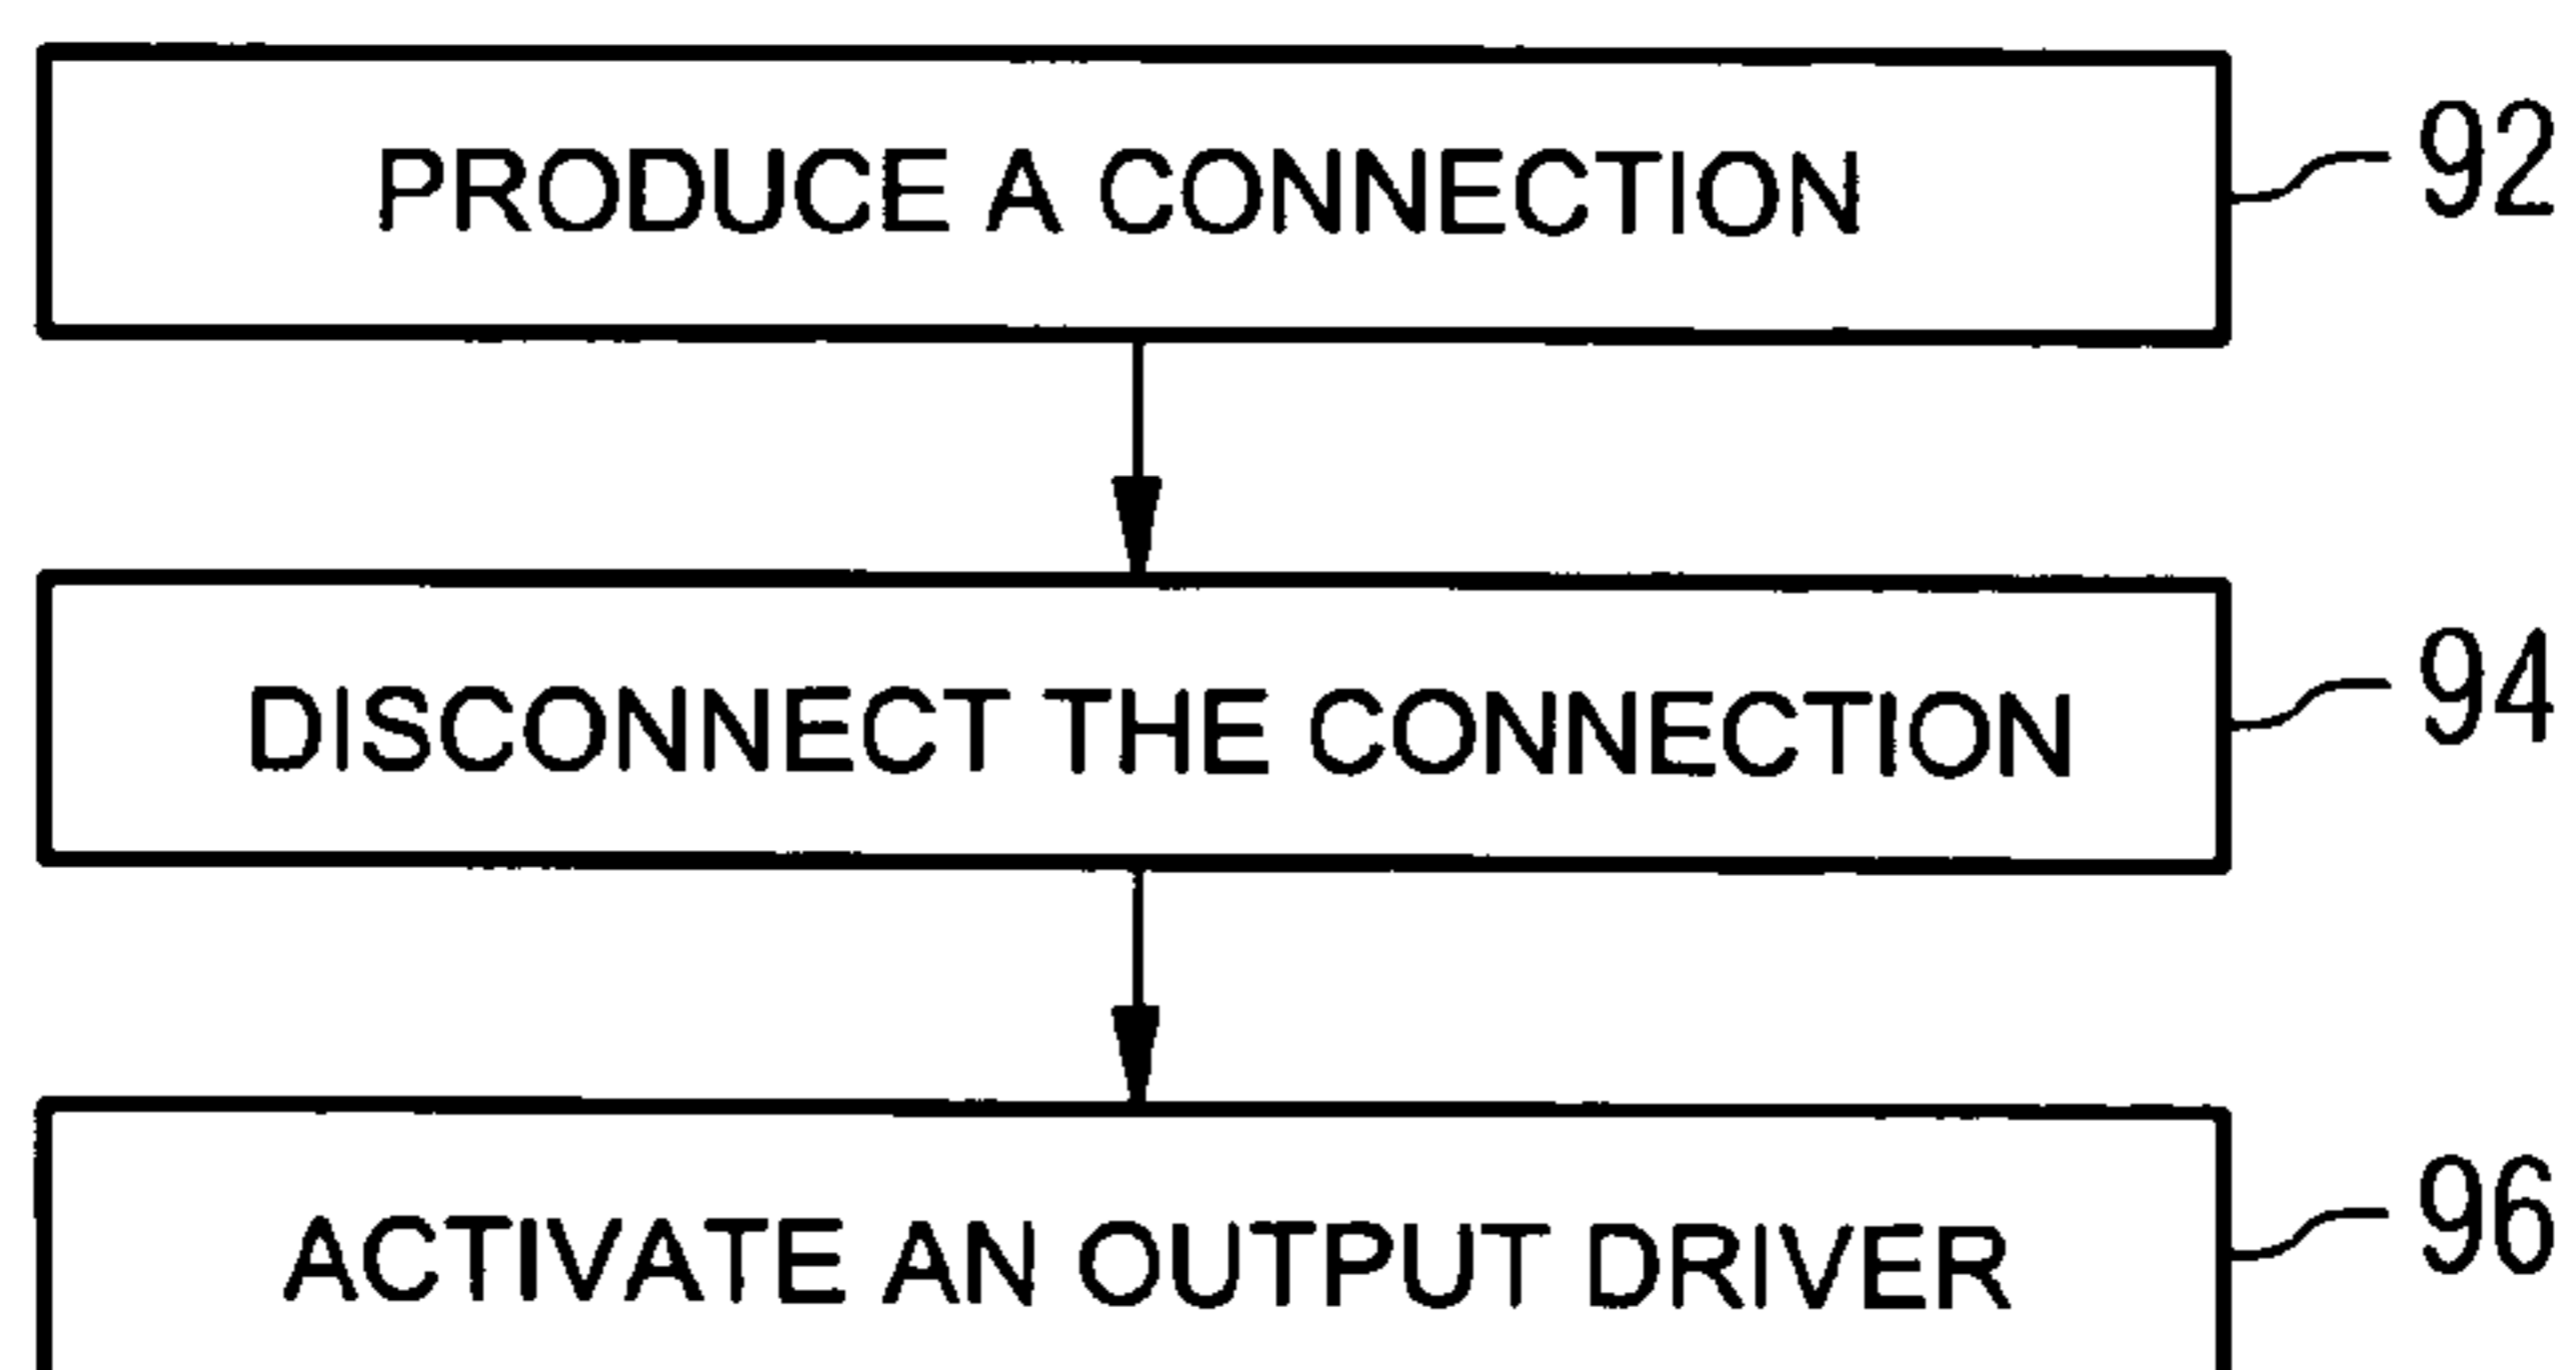 PRODUCE A CONNECTION 92
DISCONNECT THE CONNECTION 94
ACTIVATE AN OUTPUT DRIVER 96